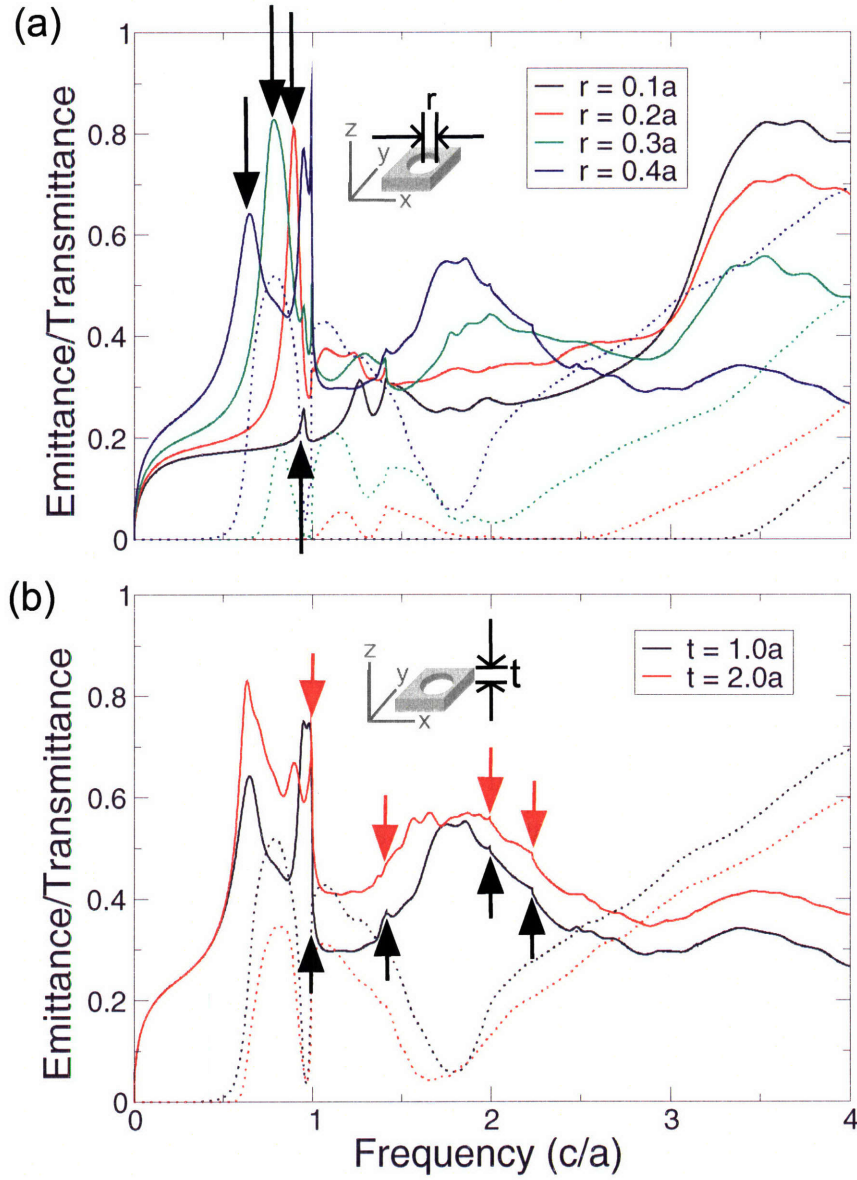 (a)
1
0.8
0.6
0.4
0.2
0
Emittance/Transmittance
r
z
y
x
r = 0.1a
r = 0.2a
r = 0.3a
r = 0.4a
(b)
1
0.8
0.6
0.4
0.2
0
Emittance/Transmittance
z
y
x
t
t = 1.0a
t = 2.0a
0
1
2
3
4
Frequency (c/a)